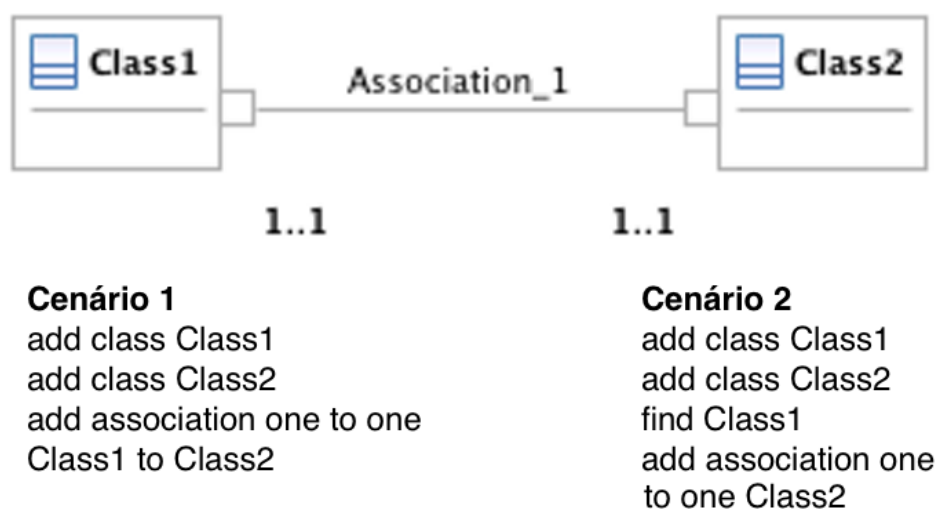 Class1
Class2
Association_1
1..1
1..1
Cenário 1
add class Class1
add class Class2
add association one to one
Class1 to Class2
Cenário 2
add class Class1
add class Class2
find Class1
add association one
to one Class2